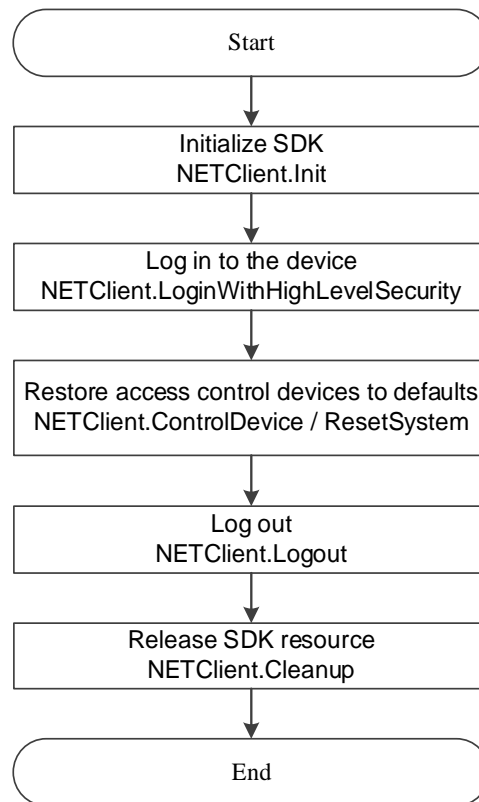 Start
Initialize SDK
NETClient.Init
Log in to the device
NETClient.LoginWithHighLevelSecurity
Restore access control devices to defaults
NETClient.ControlDevice / ResetSystem
Log out
NETClient.Logout
Release SDK resource
NETClient.Cleanup
End